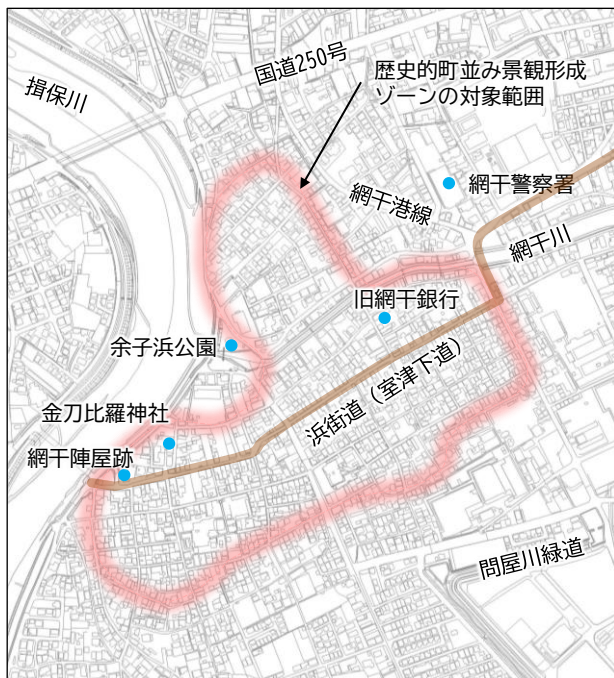 国道250号
揖保川
歴史的町並み景観形成
ゾーンの対象範囲
網干警察署
網干港線
網干川
旧網干銀行
余子浜公園
浜街道（室津下道）
金刀比羅神社
網干陣屋跡
問屋川緑道